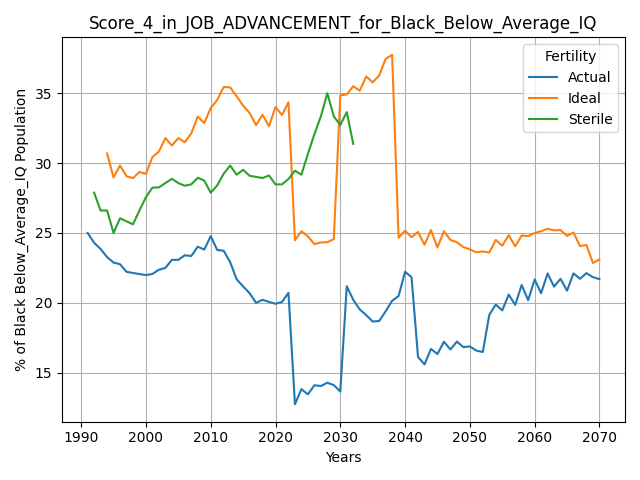 Score_4_in_JOB_ADVANCEMENT_for_Black_Below_Average_IQ
Fertility
Actual
Ideal
Sterile
% of Black Below_Average_IQ Population
35
30
25
20
15
1990 2000 2010 2020 2030 2040 2050 2060 2070
Years